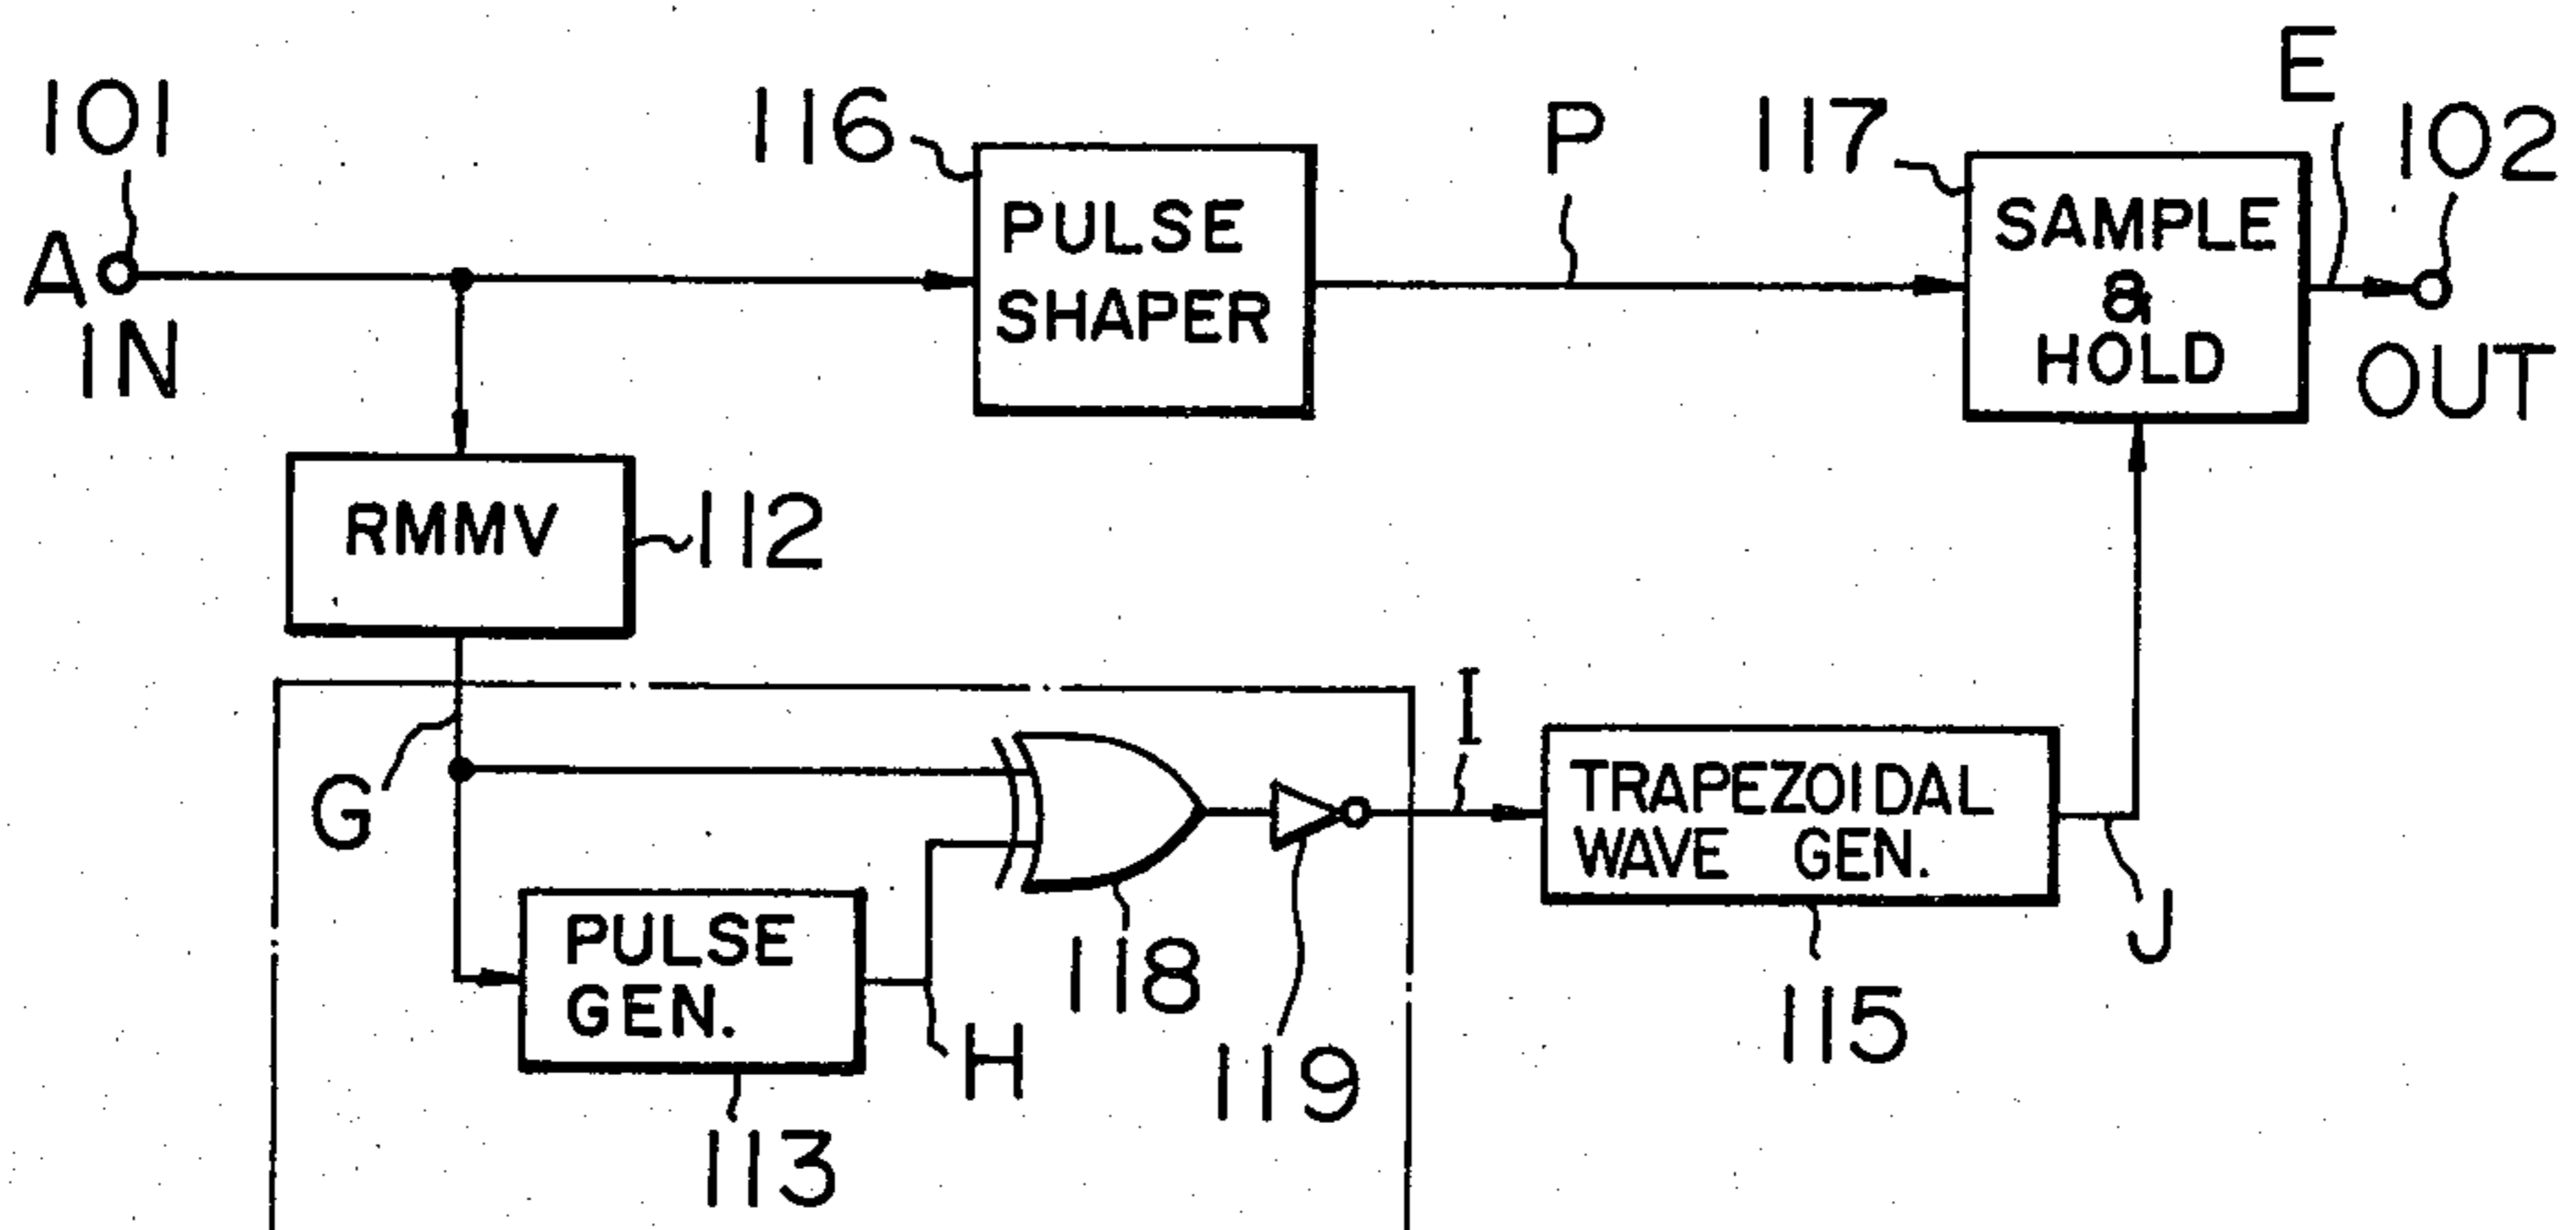 101
A
IN
116
PULSE
SHAPER
P
117
SAMPLE
&
HOLD
E
102
OUT
RMMV
112
G
I
TRAPEZOIDAL
WAVE GEN.
J
115
PULSE
GEN.
H
118
119
113